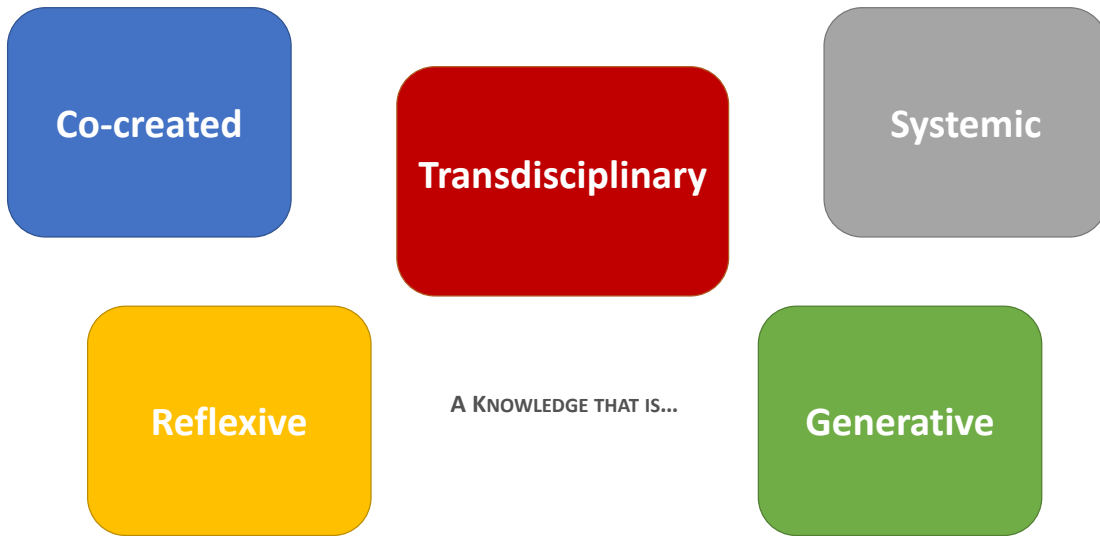 Co-created
Transdisciplinary
Systemic
Reflexive
A Knowledge that is...
Generative